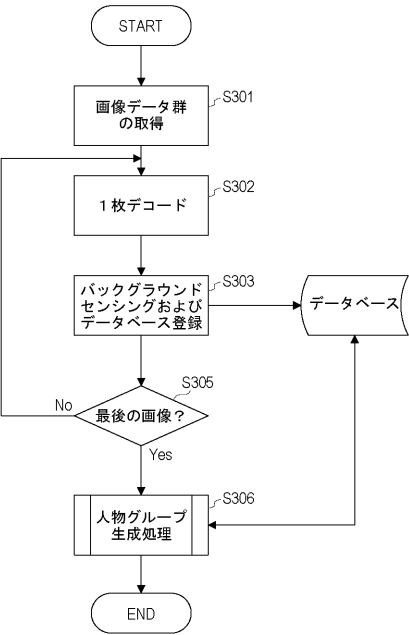 START
画像データ群
の取得
S301
1枚デコード
S302
バックグラウンド
センシングおよび
データベース登録
S303
データベース
最後の画像?
S305
No
Yes
人物グループ
生成処理
S306
END